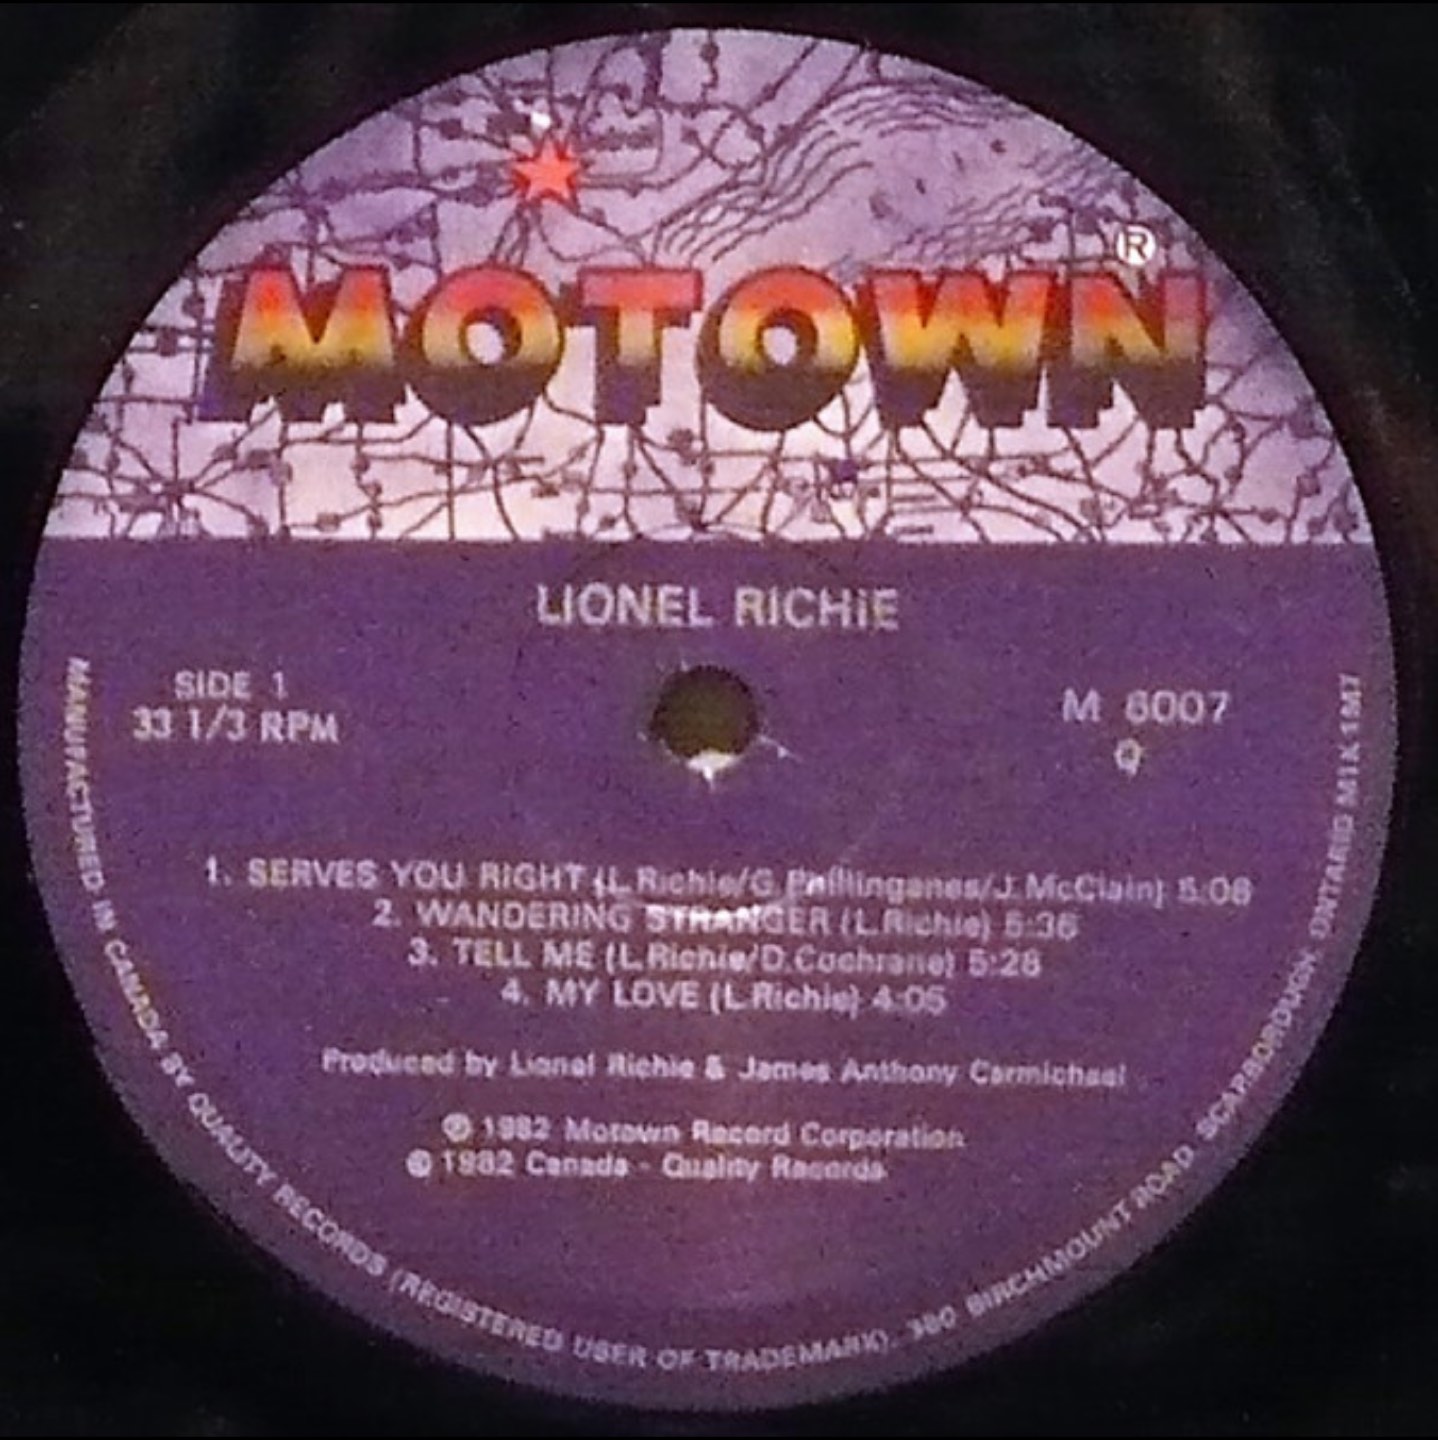 MOTOWN®
LIONEL RICHIE
SIDE 1
33 1/3 RPM
M 6007
Q
1. SERVES YOU RIGHT (L.Richie/G.Phillinganes/J.McClain) 5:08
2. WANDERING STRANGER (L.Richie) 5:36
3. TELL ME (L.Richie/D.Cochrane) 5:28
4. MY LOVE (L.Richie) 4:05
Produced by Lionel Richie & James Anthony Carmichael
℗ 1982 Motown Record Corporation
© 1982 Canada - Quality Records
MANUFACTURED IN CANADA BY QUALITY RECORDS (REGISTERED USER OF TRADEMARK). 380 BIRCHMOUNT ROAD SCARBOROUGH, ONTARIO M1K 1M7